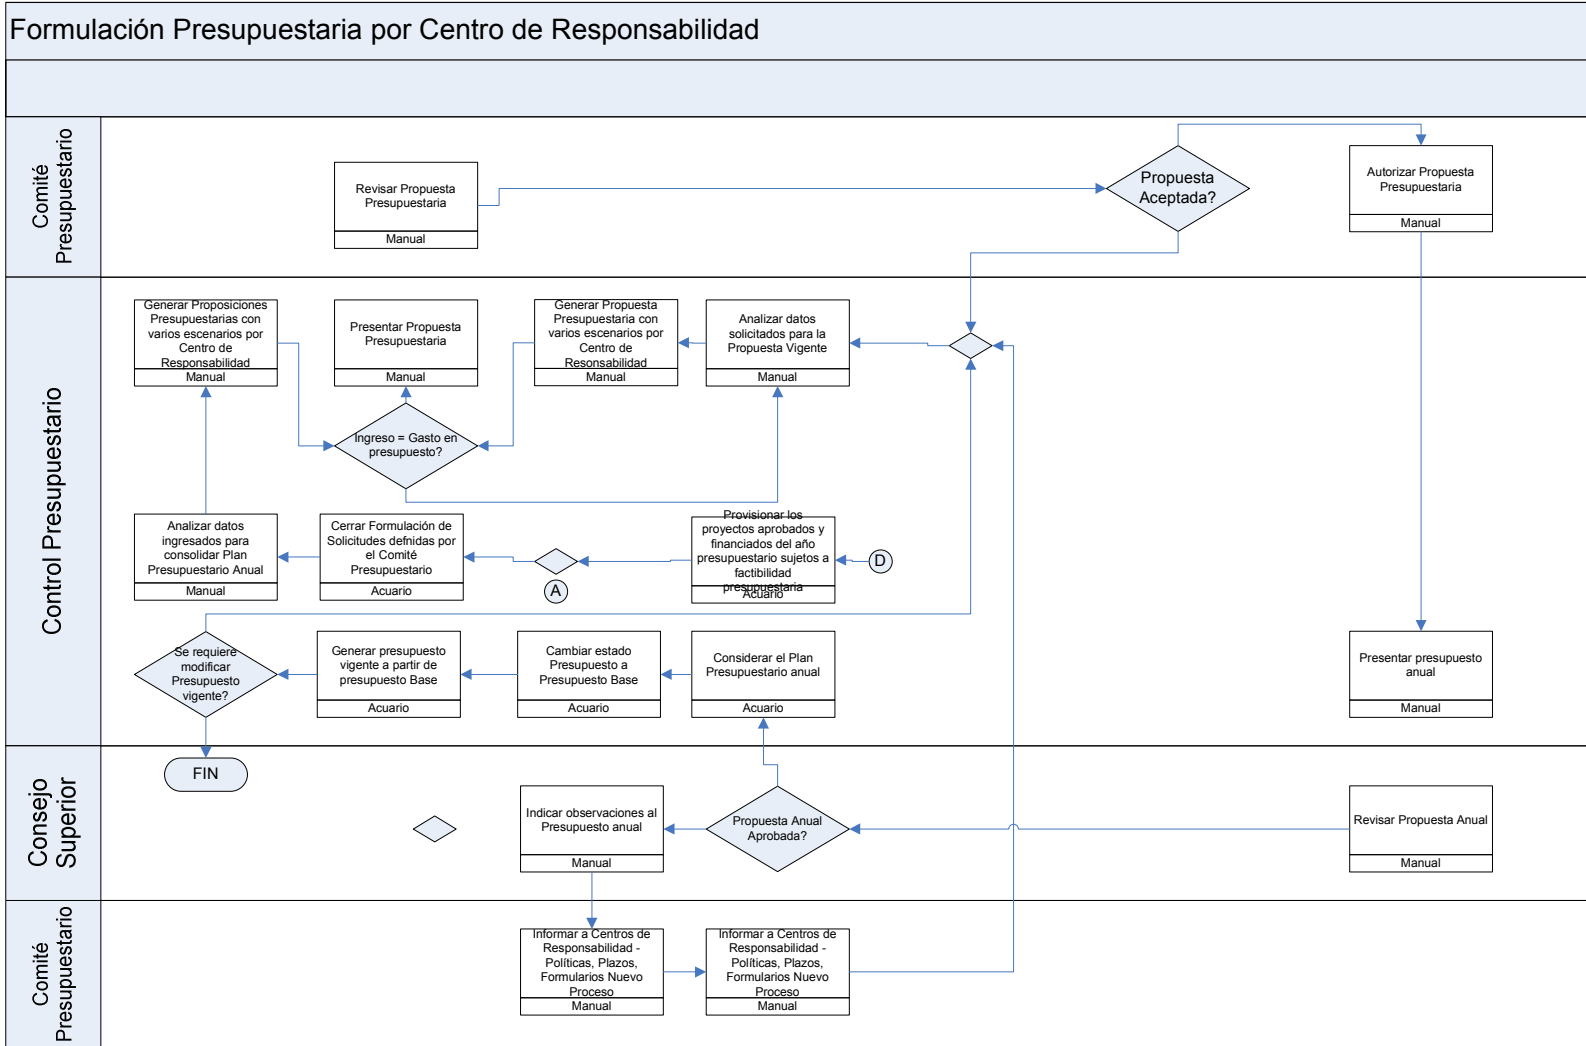 Formulación Presupuestaria por Centro de Responsabilidad
Comité
Presupuestario
Revisar Propuesta
Presupuestaria
Manual
Propuesta
Aceptada?
Autorizar Propuesta
Presupuestaria
Manual
Control Presupuestario
Generar Proposiciones
Presupuestarias con
varios escenarios por
Centro de
Responsabilidad
Manual
Presentar Propuesta
Presupuestaria
Manual
Generar Propuesta
Presupuestaria con
varios escenarios por
Centro de
Resonsabilidad
Manual
Analizar datos
solicitados para la
Propuesta Vigente
Manual
Ingreso = Gasto en
presupuesto?
Analizar datos
ingresados para
consolidar Plan
Presupuestario Anual
Manual
Cerrar Formulación de
Solicitudes defnidas por
el Comité
Presupuestario
Acuario
A
Provisionar los
proyectos aprobados y
financiados del año
presupuestario sujetos a
factibilidad
presupuestaria
Acuario
D
Se requiere
modificar
Presupuesto
vigente?
Generar presupuesto
vigente a partir de
presupuesto Base
Acuario
Cambiar estado
Presupuesto a
Presupuesto Base
Acuario
Considerar el Plan
Presupuestario anual
Acuario
Presentar presupuesto
anual
Manual
Consejo
Superior
FIN
Indicar observaciones al
Presupuesto anual
Manual
Propuesta Anual
Aprobada?
Revisar Propuesta Anual
Manual
Comité
Presupuestario
Informar a Centros de
Responsabilidad -
Políticas, Plazos,
Formularios Nuevo
Proceso
Manual
Informar a Centros de
Responsabilidad -
Políticas, Plazos,
Formularios Nuevo
Proceso
Manual